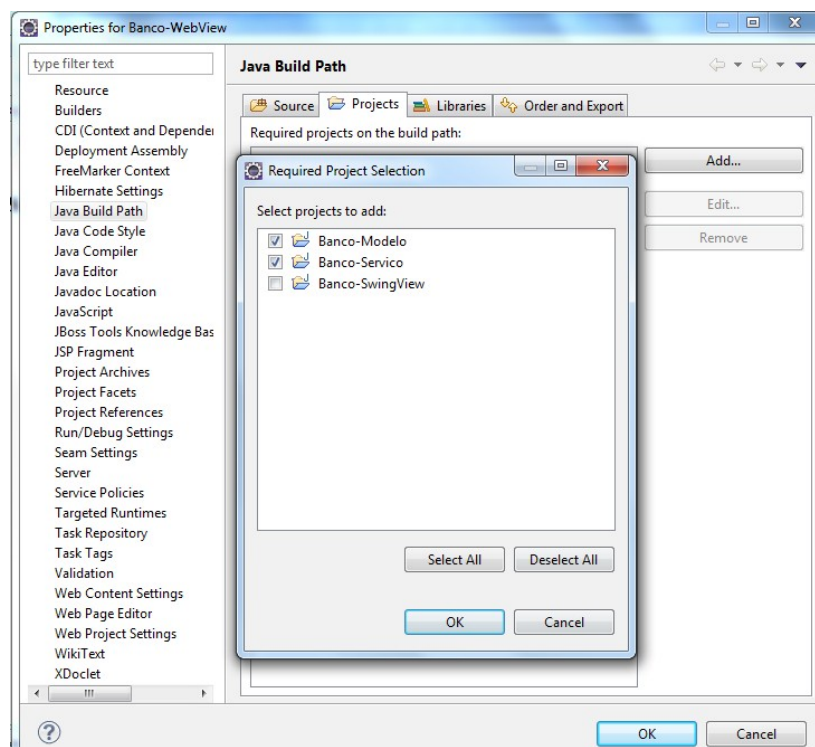 Properties for Banco-WebView
type filter text
Java Build Path
Resource
Builders
CDI (Context and Depender
Deployment Assembly
FreeMarker Context
Hibernate Settings
Java Build Path
Java Code Style
Java Compiler
Java Editor
Javadoc Location
JavaScript
JBoss Tools Knowledge Bas
JSP Fragment
Project Archives
Project Facets
Project References
Run/Debug Settings
Seam Settings
Server
Service Policies
Targeted Runtimes
Task Repository
Task Tags
Validation
Web Content Settings
Web Page Editor
Web Project Settings
WikiText
XDoclet
Source Projects Libraries Order and Export
Required projects on the build path:
Add...
Edit...
Remove
Required Project Selection
Select projects to add:
Banco-Modelo
Banco-Servico
Banco-SwingView
Select All Deselect All
OK Cancel
? OK Cancel